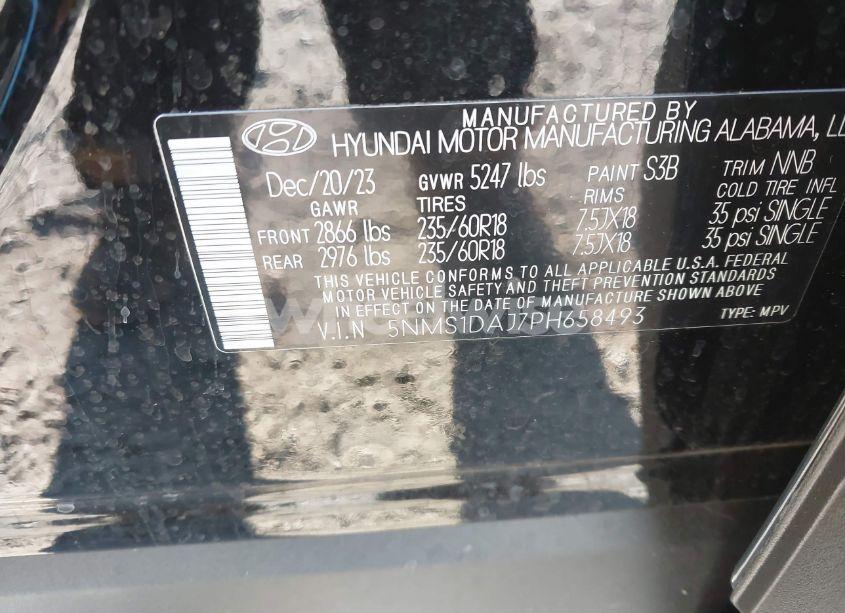 MANUFACTURED BY
HYUNDAI MOTOR MANUFACTURING ALABAMA, LL
Dec/20/23 GVWR 5247 lbs PAINT S3B TRIM NNB
GAWR TIRES RIMS COLD TIRE INFL
FRONT 2866 lbs 235/60R18 7.5JX18 35 psi SINGLE
REAR 2976 lbs 235/60R18 7.5JX18 35 psi SINGLE
THIS VEHICLE CONFORMS TO ALL APPLICABLE U.S.A. FEDERAL
MOTOR VEHICLE SAFETY AND THEFT PREVENTION STANDARDS
IN EFFECT ON THE DATE OF MANUFACTURE SHOWN ABOVE
V.I.N 5NMS1DAJ7PH658493 TYPE: MPV